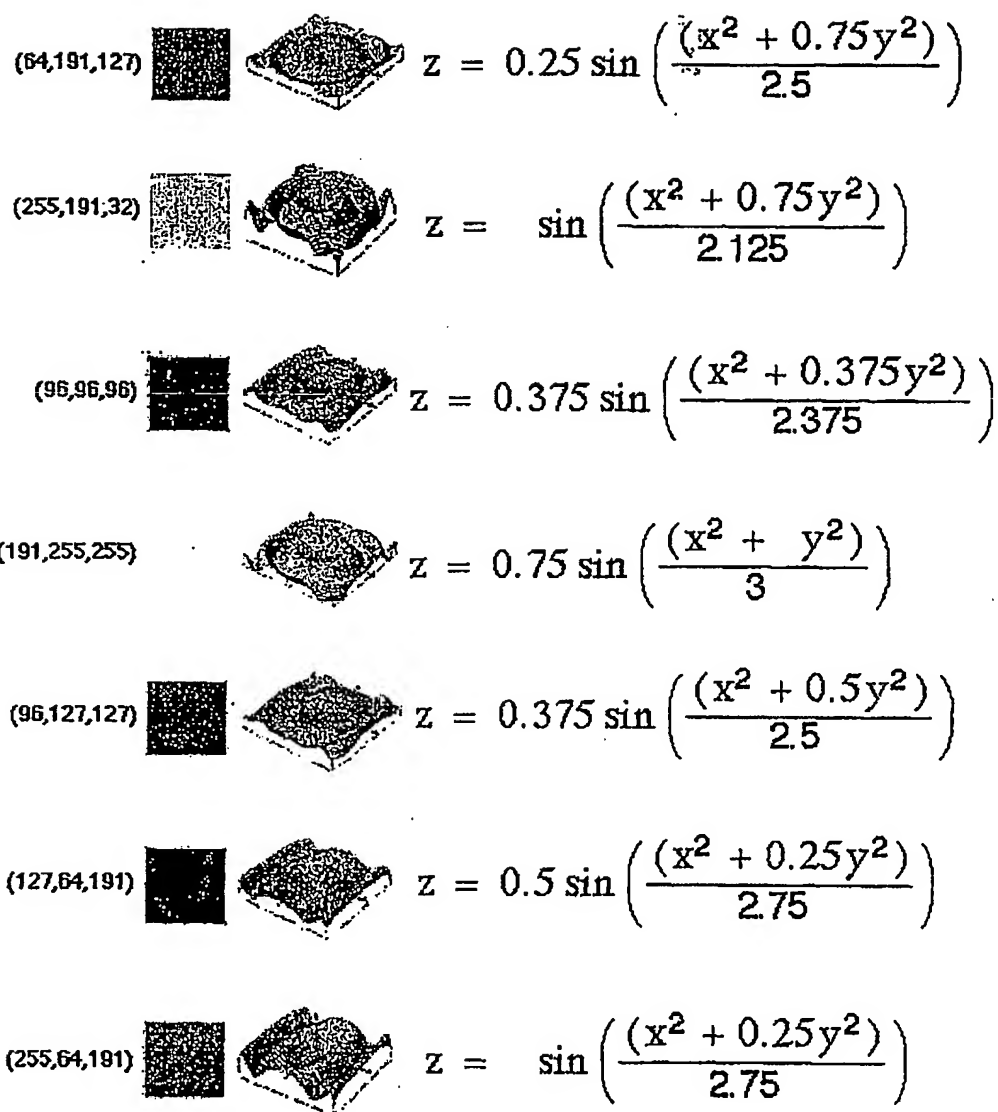 (64,191,127) z = 0.25 sin ( (x² + 0.75y²) / 2.5 )
(255,191,32) z = sin ( (x² + 0.75y²) / 2.125 )
(96,96,96) z = 0.375 sin ( (x² + 0.375y²) / 2.375 )
(191,255,255) z = 0.75 sin ( (x² + y²) / 3 )
(96,127,127) z = 0.375 sin ( (x² + 0.5y²) / 2.5 )
(127,64,191) z = 0.5 sin ( (x² + 0.25y²) / 2.75 )
(255,64,191) z = sin ( (x² + 0.25y²) / 2.75 )